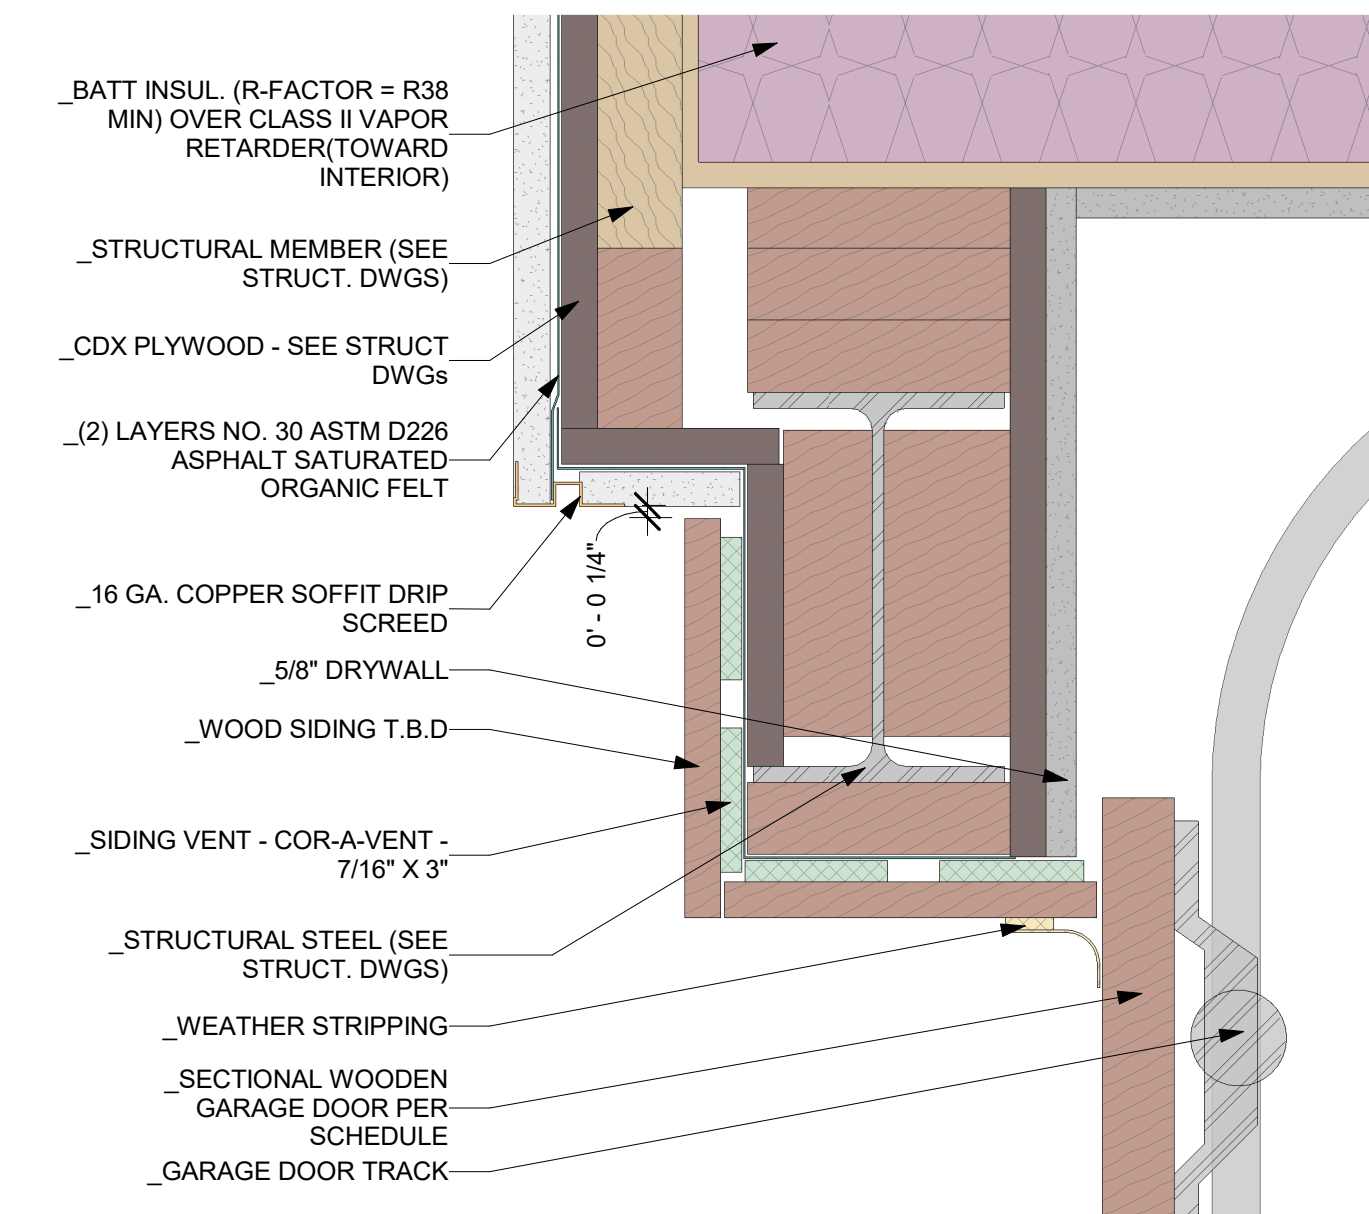 _BATT INSUL. (R-FACTOR = R38
MIN) OVER CLASS II VAPOR
RETARDER(TOWARD
INTERIOR)
_STRUCTURAL MEMBER (SEE
STRUCT. DWGS)
_CDX PLYWOOD - SEE STRUCT
DWGs
_(2) LAYERS NO. 30 ASTM D226
ASPHALT SATURATED
ORGANIC FELT
0' - 0 1/4"
_16 GA. COPPER SOFFIT DRIP
SCREED
_5/8" DRYWALL
_WOOD SIDING T.B.D
_SIDING VENT - COR-A-VENT -
7/16" X 3"
_STRUCTURAL STEEL (SEE
STRUCT. DWGS)
_WEATHER STRIPPING
_SECTIONAL WOODEN
GARAGE DOOR PER
SCHEDULE
_GARAGE DOOR TRACK